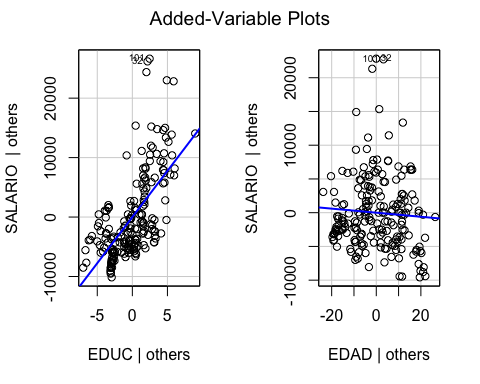 Added-Variable Plots
SALARIO | others
20000
10000
0
-10000
-5
0
5
EDUC | others
SALARIO | others
20000
10000
0
-10000
-20
0
20
EDAD | others